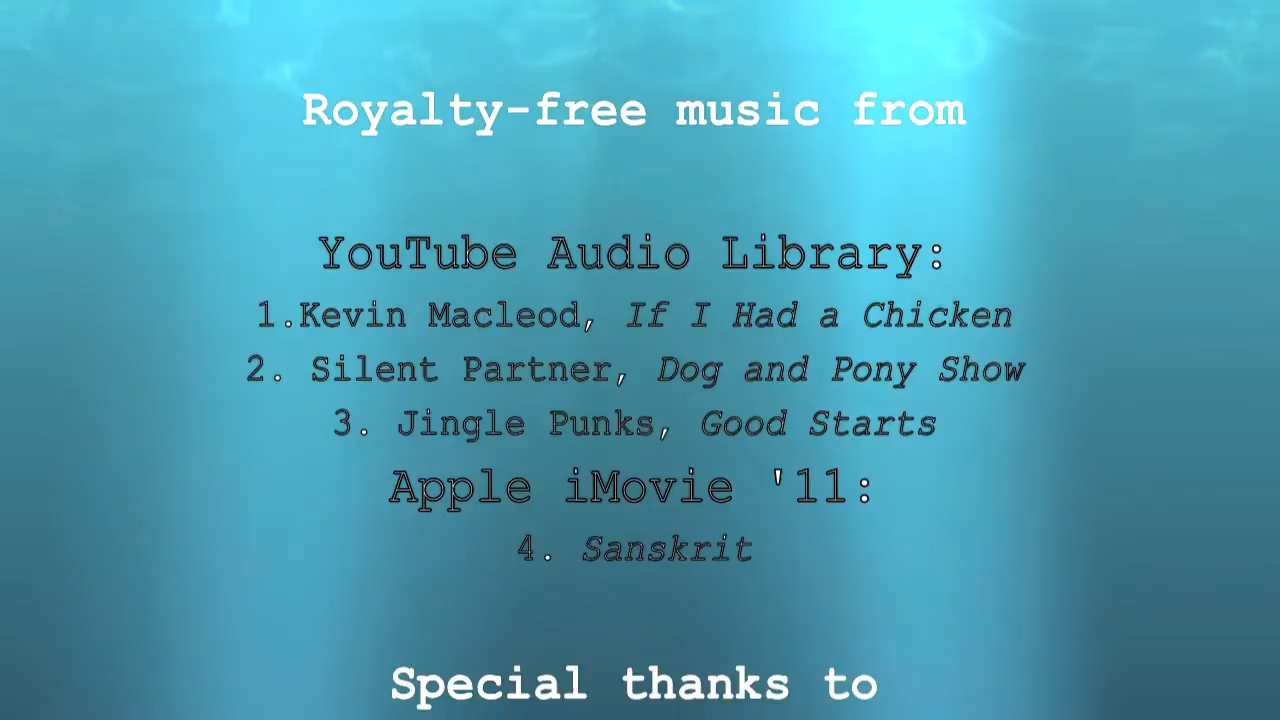 Royalty-free music from
YouTube Audio Library:
1.Kevin Macleod, If I Had a Chicken
2. Silent Partner, Dog and Pony Show
3. Jingle Punks, Good Starts
Apple iMovie '11:
4. Sanskrit
Special thanks to